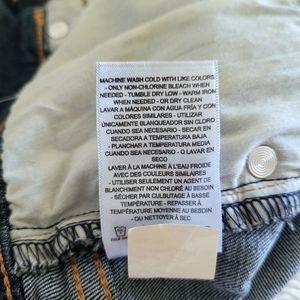 MACHINE WASH COLD WITH LIKE COLORS
- ONLY NON-CHLORINE BLEACH WHEN
NEEDED - TUMBLE DRY LOW - WARM IRON
WHEN NEEDED - OR DRY CLEAN
LAVAR A MÁQUINA CON AGUA FRÍA Y CON
COLORES SIMILARES - UTILIZAR
ÚNICAMENTE BLANQUEADOR SIN CLORO
CUANDO SEA NECESARIO - SECAR EN
SECADORA A TEMPERATURA BAJA
- PLANCHAR A TEMPERATURA MEDIA
CUANDO SEA NECESARIO - O LAVAR EN
SECO
LAVER À LA MACHINE À L'EAU FROIDE
AVEC DES COULEURS SIMILAIRES
- UTILISER SEULEMENT UN AGENT DE
BLANCHIMENT NON CHLORÉ AU BESOIN
- SÉCHER PAR CULBUTAGE À BASSE
TEMPÉRATURE - REPASSER À
TEMPÉRATURE MOYENNE AU BESOIN
- OU NETTOYER À SEC